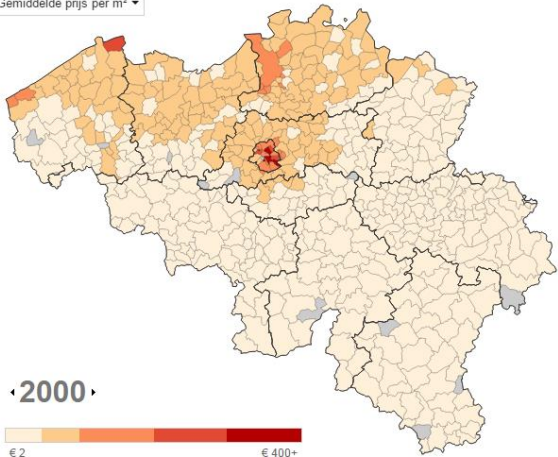 Gemiddelde prijs per m² ▾
2000
€ 2
€ 400+